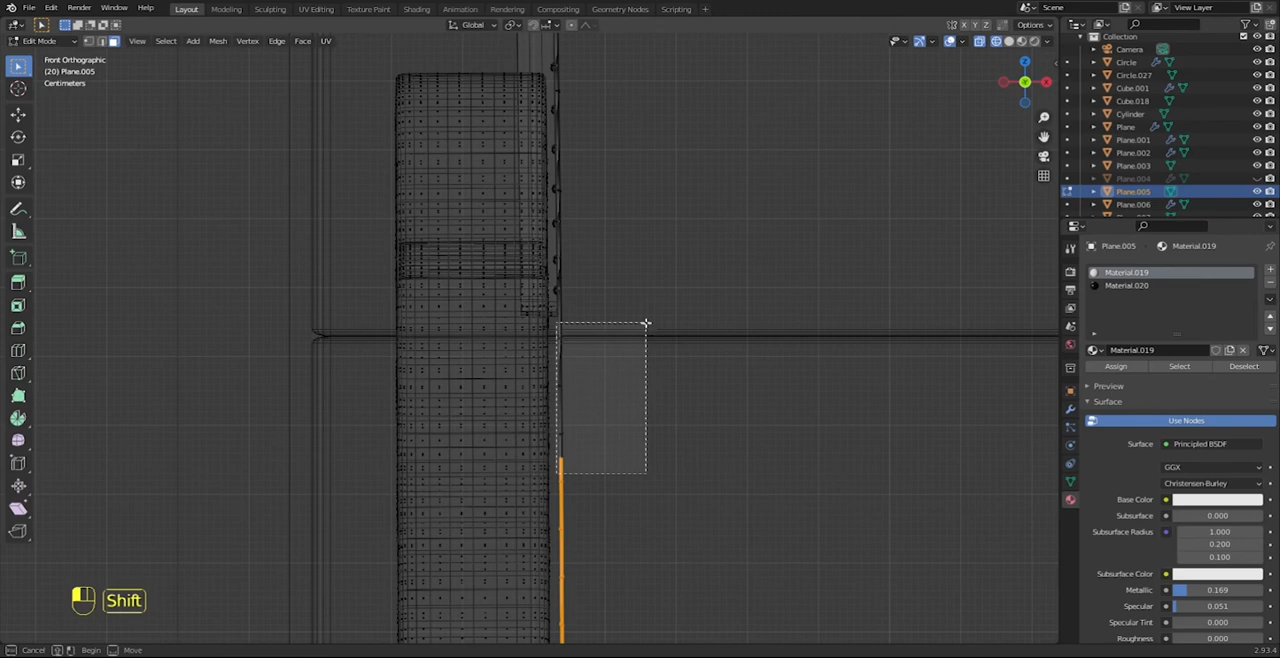 File Edit Render Window Help Layout Modeling Sculpting UV Editing Texture Paint Shading Animation Rendering Compositing Geometry Nodes Scripting + Scene View Layer
Global X Y Z Options
Edit Mode View Select Add Mesh Vertex Edge Face UV
Collection
Camera
Circle
Circle.027
Cube.001
Cube.018
Cylinder
Plane
Plane.001
Plane.002
Plane.003
Plane.004
Plane.005
Plane.006
Front Orthographic
(20) Plane.005
Centimeters
Z
X
Y
Plane.005 Material.019
Material.019
Material.020
Material.019
Assign Select Deselect
Preview
Surface
Use Nodes
Surface Principled BSDF
GGX
Christensen-Burley
Base Color
Subsurface 0.000
Subsurface Radius 1.000
0.200
0.100
Subsurface Color
Metallic 0.169
Specular 0.051
Specular Tint 0.000
Roughness 0.000
Shift
Cancel Begin Move 2.93.4